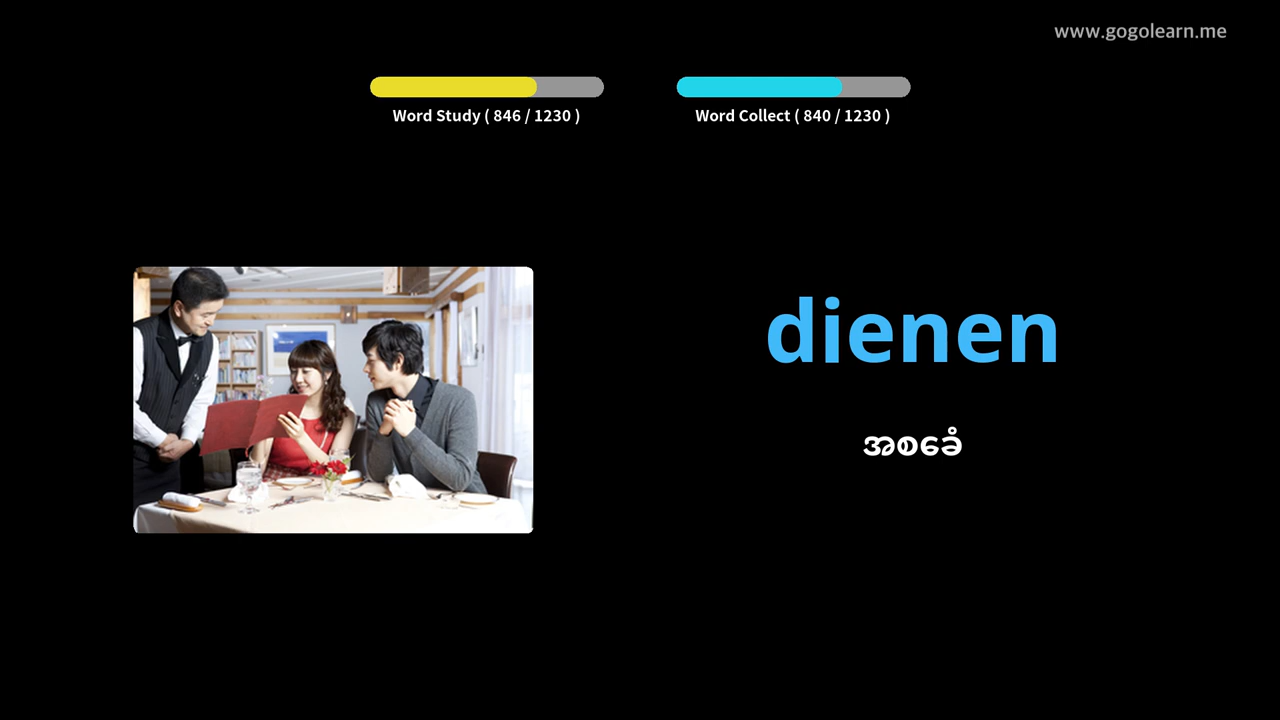 www.gogolearn.me
Word Study ( 846 / 1230 )
Word Collect ( 840 / 1230 )
dienen
အစခေံ